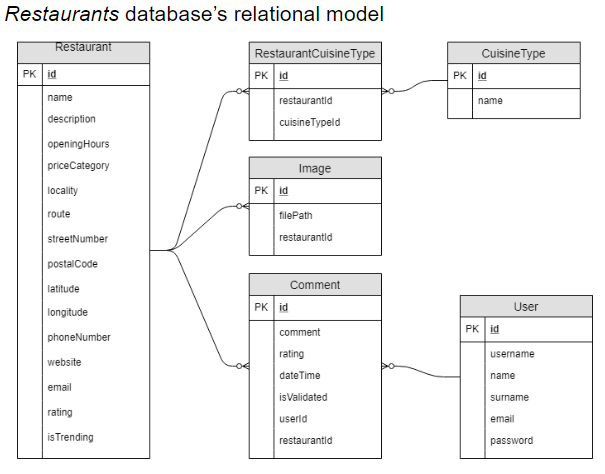 Restaurants database's relational model
Restaurant
PK id
name
description
openingHours
priceCategory
locality
route
streetNumber
postalCode
latitude
longitude
phoneNumber
website
email
rating
isTrending
RestaurantCuisineType
PK id
restaurantId
cuisineTypeId
CuisineType
PK id
name
Image
PK id
filePath
restaurantId
Comment
PK id
comment
rating
dateTime
isValidated
userId
restaurantId
User
PK id
username
name
surname
email
password